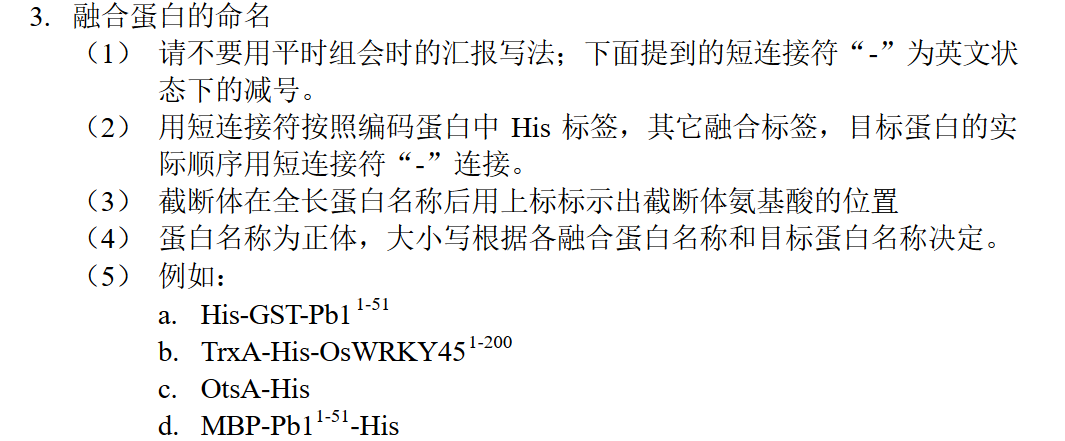 3. 融合蛋白的命名
（1） 请不要用平时组会时的汇报写法；下面提到的短连接符“-”为英文状
态下的减号。
（2） 用短连接符按照编码蛋白中 His 标签，其它融合标签，目标蛋白的实
际顺序用短连接符“-”连接。
（3） 截断体在全长蛋白名称后用上标标示出截断体氨基酸的位置
（4） 蛋白名称为正体，大小写根据各融合蛋白名称和目标蛋白名称决定。
（5） 例如：
a. His-GST-Pb1¹⁻⁵¹
b. TrxA-His-OsWRKY45¹⁻²⁰⁰
c. OtsA-His
d. MBP-Pb1¹⁻⁵¹-His